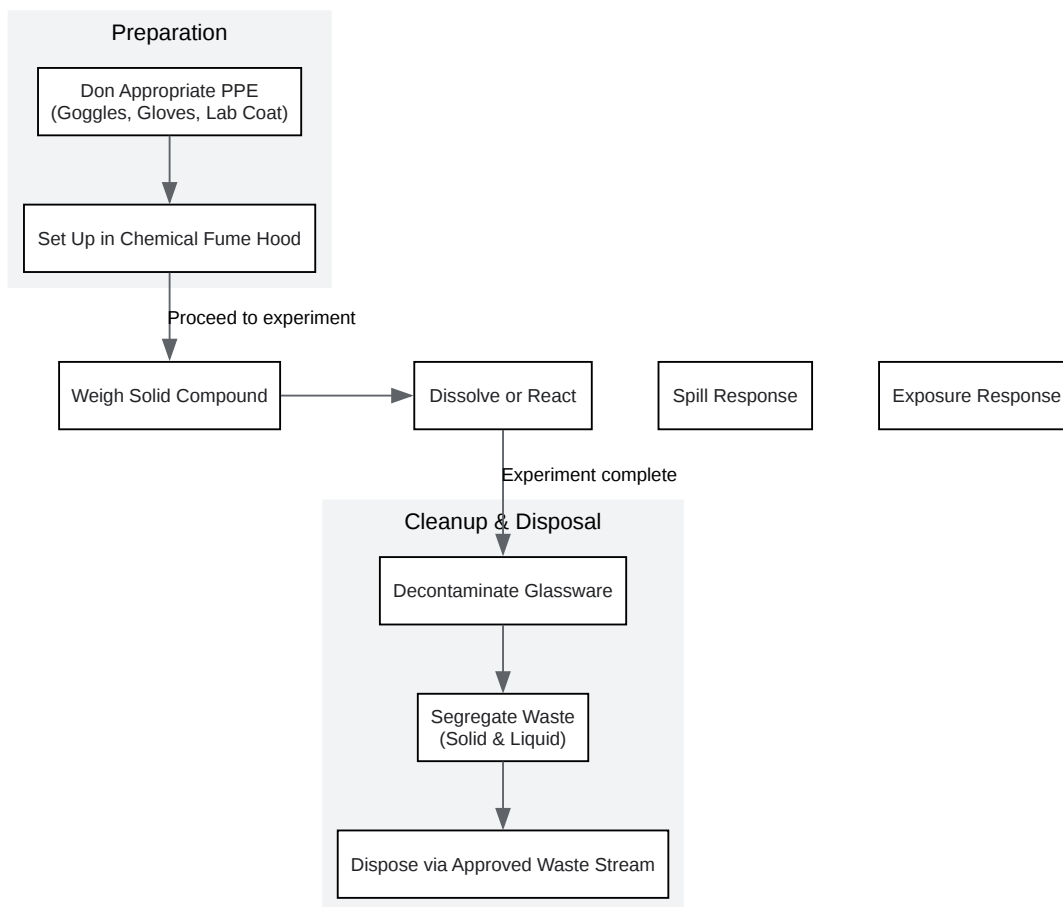 Preparation
Don Appropriate PPE
(Goggles, Gloves, Lab Coat)
Set Up in Chemical Fume Hood
Proceed to experiment
Weigh Solid Compound
Dissolve or React
Spill Response
Exposure Response
Experiment complete
Cleanup & Disposal
Decontaminate Glassware
Segregate Waste
(Solid & Liquid)
Dispose via Approved Waste Stream